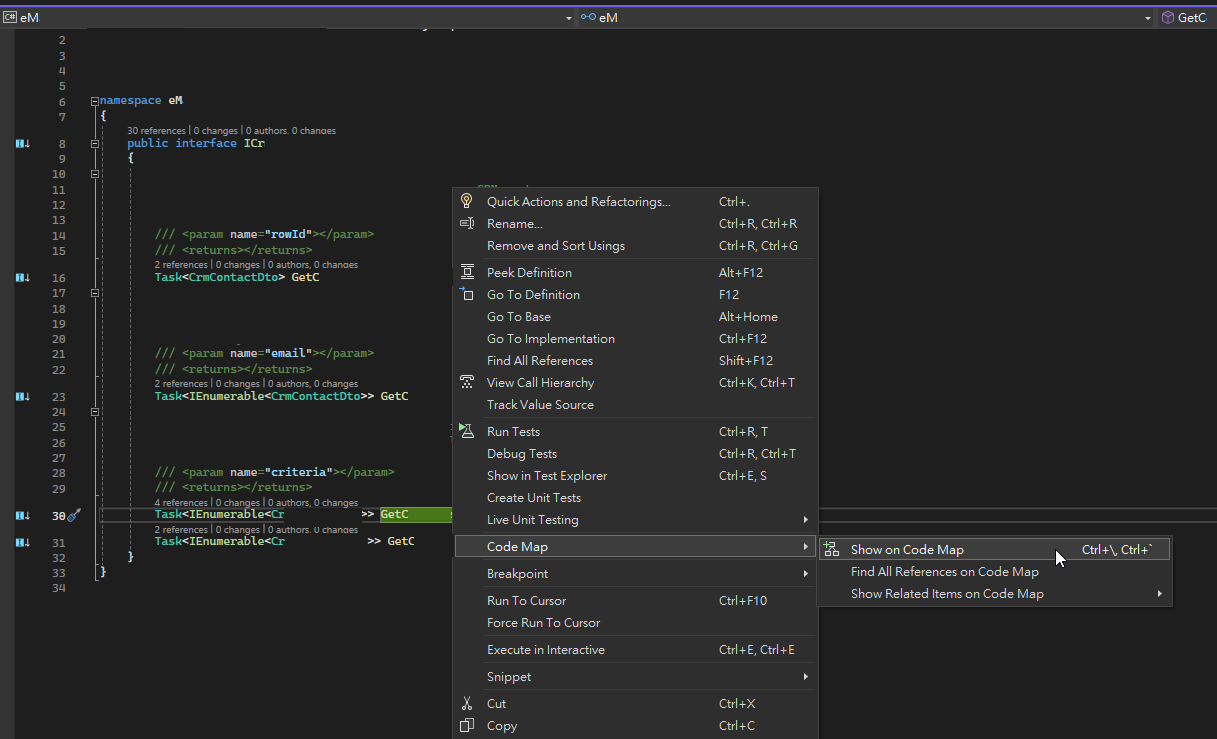 C# eM
eM
GetC
2
3
4
5
6 namespace eM
7 {
30 references | 0 changes | 0 authors, 0 changes
8 public interface ICr
9 {
10
11
12
13
14 /// <param name="rowId"></param>
15 /// <returns></returns>
2 references | 0 changes | 0 authors, 0 changes
16 Task<CrmContactDto> GetC
17
18
19
20
21 /// <param name="email"></param>
22 /// <returns></returns>
2 references | 0 changes | 0 authors, 0 changes
23 Task<IEnumerable<CrmContactDto>> GetC
24
25
26
27
28 /// <param name="criteria"></param>
29 /// <returns></returns>
4 references | 0 changes | 0 authors, 0 changes
30 Task<IEnumerable<Cr >> GetC
2 references | 0 changes | 0 authors, 0 changes
31 Task<IEnumerable<Cr >> GetC
32 }
33 }
34
Quick Actions and Refactorings... Ctrl+.
Rename... Ctrl+R, Ctrl+R
Remove and Sort Usings Ctrl+R, Ctrl+G
Peek Definition Alt+F12
Go To Definition F12
Go To Base Alt+Home
Go To Implementation Ctrl+F12
Find All References Shift+F12
View Call Hierarchy Ctrl+K, Ctrl+T
Track Value Source
Run Tests Ctrl+R, T
Debug Tests Ctrl+R, Ctrl+T
Show in Test Explorer Ctrl+E, S
Create Unit Tests
Live Unit Testing
Code Map
Breakpoint
Run To Cursor Ctrl+F10
Force Run To Cursor
Execute in Interactive Ctrl+E, Ctrl+E
Snippet
Cut Ctrl+X
Copy Ctrl+C
Show on Code Map Ctrl+\, Ctrl+`
Find All References on Code Map
Show Related Items on Code Map